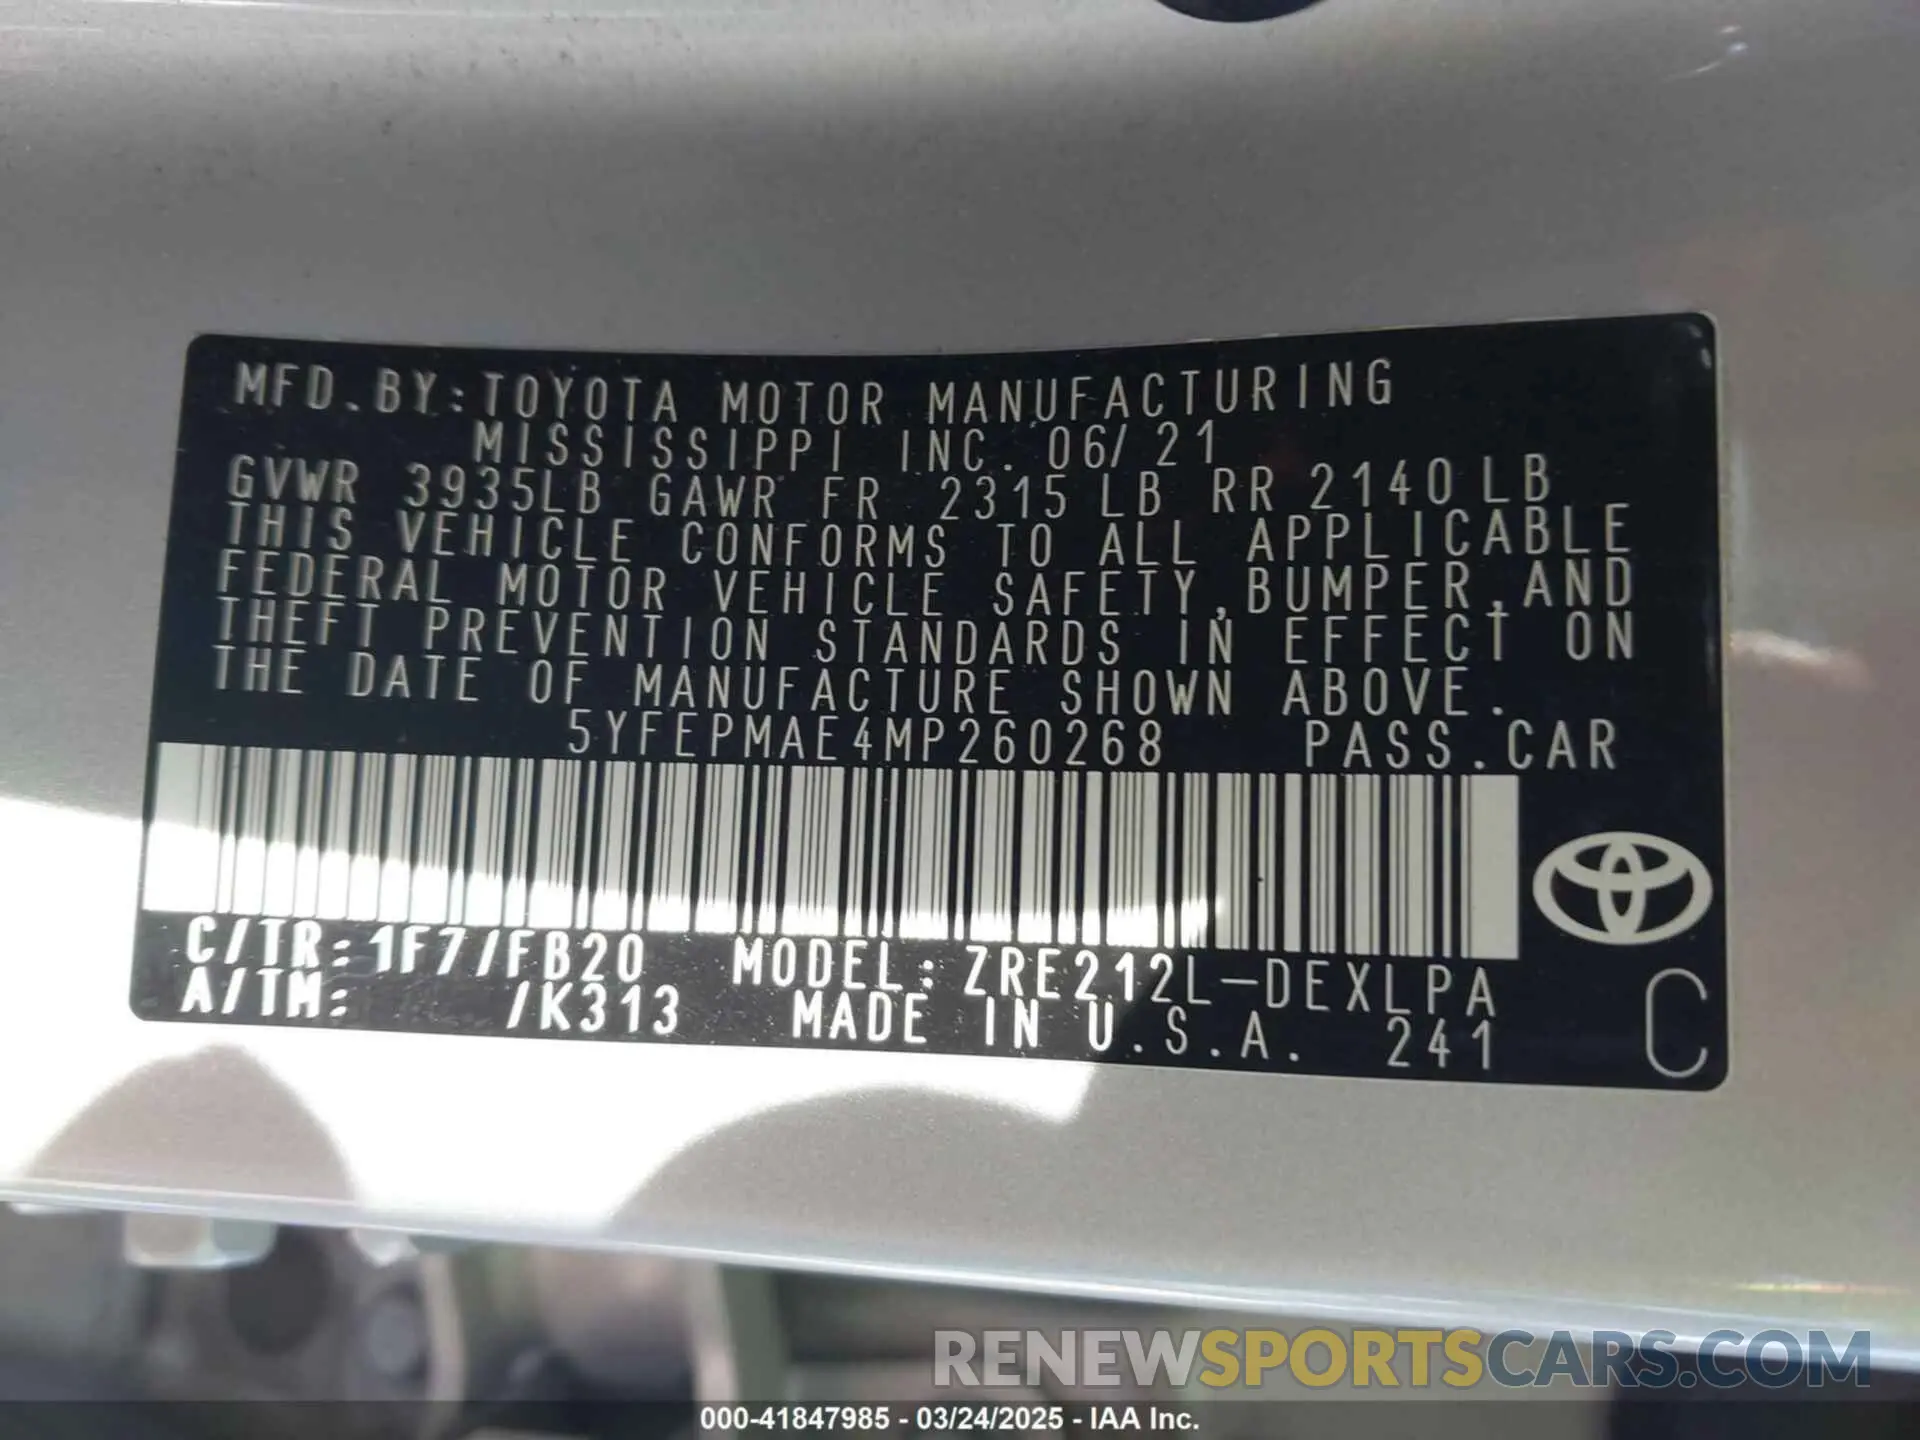 MFD.BY:TOYOTA MOTOR MANUFACTURING
MISSISSIPPI INC. 06/21
GVWR 3935LB GAWR FR 2315LB RR 2140LB
THIS VEHICLE CONFORMS TO ALL APPLICABLE
FEDERAL MOTOR VEHICLE SAFETY,BUMPER,AND
THEFT PREVENTION STANDARDS IN EFFECT ON
THE DATE OF MANUFACTURE SHOWN ABOVE.
5YFEPMAE4MP260268 PASS.CAR
C/TR:1F7/FB20 MODEL:ZRE212L-DEXLPA
A/TM: /K313 MADE IN U.S.A. 241
C
RENEWSPORTSCARS.COM
000-41847985 - 03/24/2025 - IAA Inc.